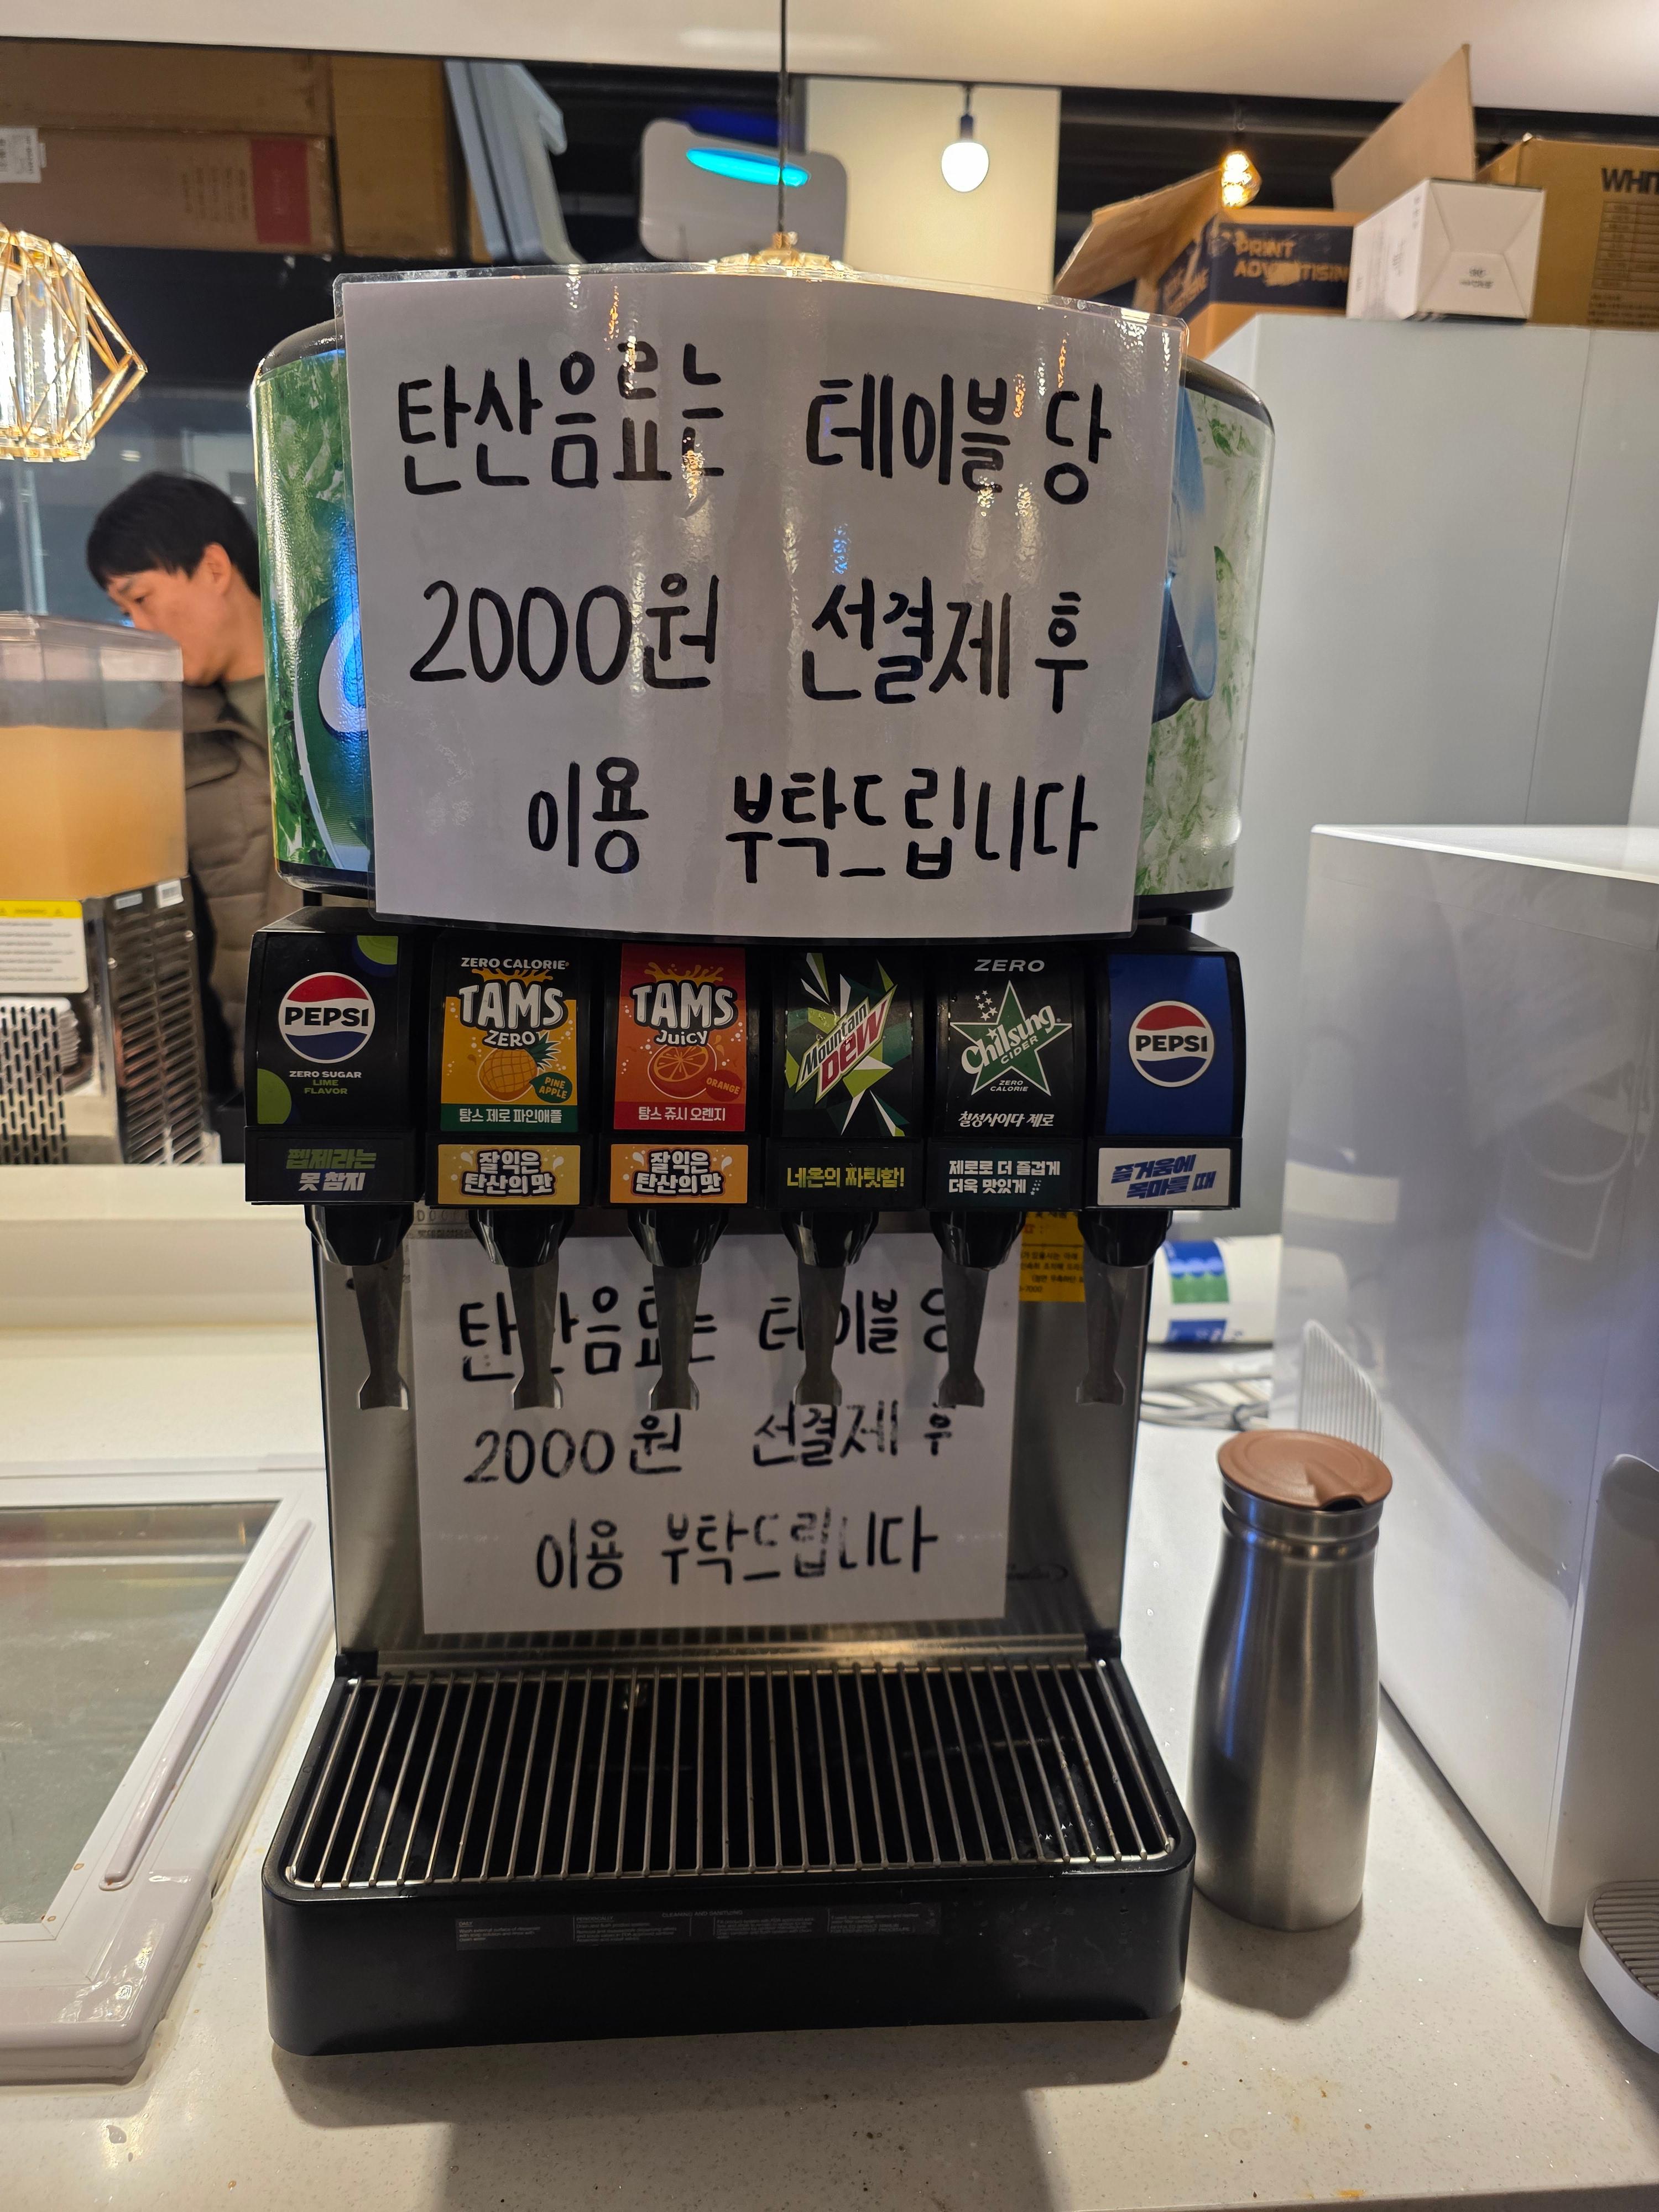 WHIT
PRINT
ADVERTISING
탄산음료는 테이블 당
2000원 선결제 후
이용 부탁드립니다
PEPSI
ZERO SUGAR
LIME
FLAVOR
펩제라는
못 참지
ZERO CALORIE
TAMS
ZERO
PINE
APPLE
탐스 제로 파인애플
잘 익은
탄산의 맛
TAMS
Juicy
ORANGE
탐스 쥬시 오렌지
잘 익은
탄산의 맛
Mountain
Dew
네온의 짜릿함!
ZERO
Chilsung
CIDER
ZERO
CALORIE
칠성사이다 제로
제로로 더 즐겁게
더욱 맛있게
PEPSI
즐거움에
목마를 때
탄산음료는 테이블 당
2000원 선결제 후
이용 부탁드립니다
CLEANING AND SANITIZING